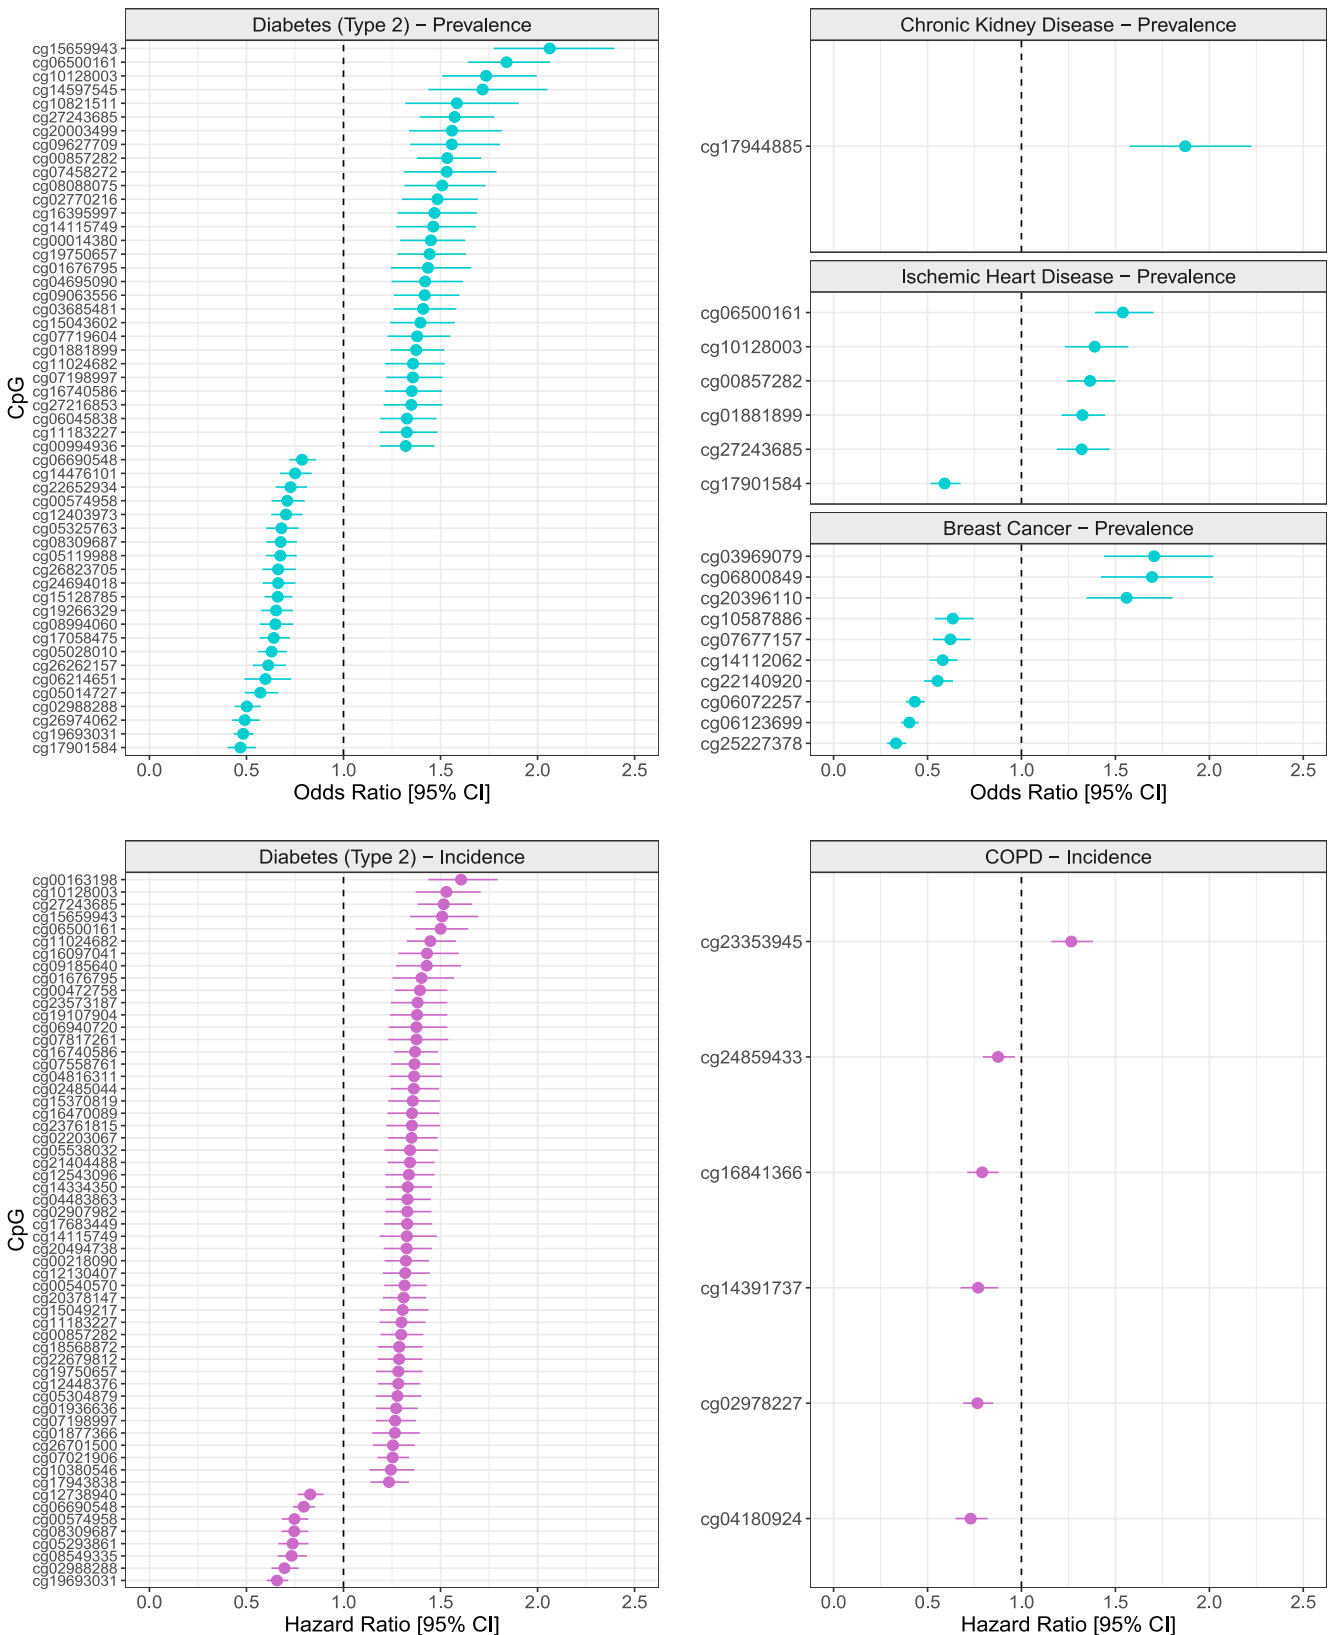 Diabetes (Type 2) − Prevalence
CpG
cg15659943
cg06500161
cg10128003
cg14597545
cg10821511
cg27243685
cg20003499
cg09627709
cg00857282
cg07458272
cg08088075
cg02770216
cg16395997
cg14115749
cg00014380
cg19750657
cg01676795
cg04695090
cg09063556
cg03685481
cg15043602
cg07719604
cg01881899
cg11024682
cg07198997
cg16740586
cg27216853
cg06045838
cg11183227
cg00994936
cg06690548
cg14476101
cg22652934
cg00574958
cg12403973
cg05325763
cg08309687
cg05119988
cg26823705
cg24694018
cg15128785
cg19266329
cg08994060
cg17058475
cg05028010
cg26262157
cg06214651
cg05014727
cg02988288
cg26974062
cg19693031
cg17901584
0.0 0.5 1.0 1.5 2.0 2.5
Odds Ratio [95% CI]
Chronic Kidney Disease − Prevalence
cg17944885
Ischemic Heart Disease − Prevalence
cg06500161
cg10128003
cg00857282
cg01881899
cg27243685
cg17901584
Breast Cancer − Prevalence
cg03969079
cg06800849
cg20396110
cg10587886
cg07677157
cg14112062
cg22140920
cg06072257
cg06123699
cg25227378
0.0 0.5 1.0 1.5 2.0 2.5
Odds Ratio [95% CI]
Diabetes (Type 2) − Incidence
CpG
cg00163198
cg10128003
cg27243685
cg15659943
cg06500161
cg11024682
cg16097041
cg09185640
cg01676795
cg00472758
cg23573187
cg19107904
cg06940720
cg07817261
cg16740586
cg07558761
cg04816311
cg02485044
cg15370819
cg16470089
cg23761815
cg02203067
cg05538032
cg21404488
cg12543096
cg14334350
cg04483863
cg02907982
cg17683449
cg14115749
cg20494738
cg00218090
cg12130407
cg00540570
cg20378147
cg15049217
cg11183227
cg00857282
cg18568872
cg22679812
cg19750657
cg12448376
cg05304879
cg01936636
cg07198997
cg01877366
cg26701500
cg07021906
cg10380546
cg17943838
cg12738940
cg06690548
cg00574958
cg08309687
cg05293861
cg08549335
cg02988288
cg19693031
0.0 0.5 1.0 1.5 2.0 2.5
Hazard Ratio [95% CI]
COPD − Incidence
cg23353945
cg24859433
cg16841366
cg14391737
cg02978227
cg04180924
0.0 0.5 1.0 1.5 2.0 2.5
Hazard Ratio [95% CI]